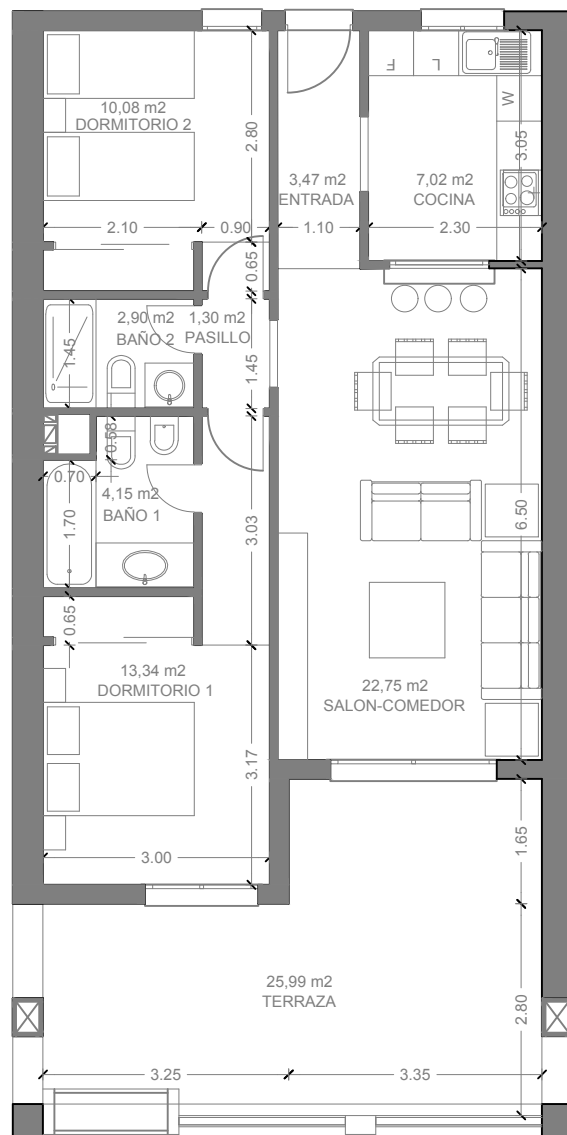 10,08 m2
DORMITORIO 2
2.80
2.10
0.90
0.65
3,47 m2
ENTRADA
1.10
F
L
W
7,02 m2
COCINA
3.05
2.30
2,90 m2
BAÑO 2
1.45
1,30 m2
PASILLO
1.45
0.58
0.70
4,15 m2
BAÑO 1
1.70
3.03
6.50
0.65
13,34 m2
DORMITORIO 1
22,75 m2
SALON-COMEDOR
3.17
3.00
1.65
25,99 m2
TERRAZA
2.80
3.25
3.35